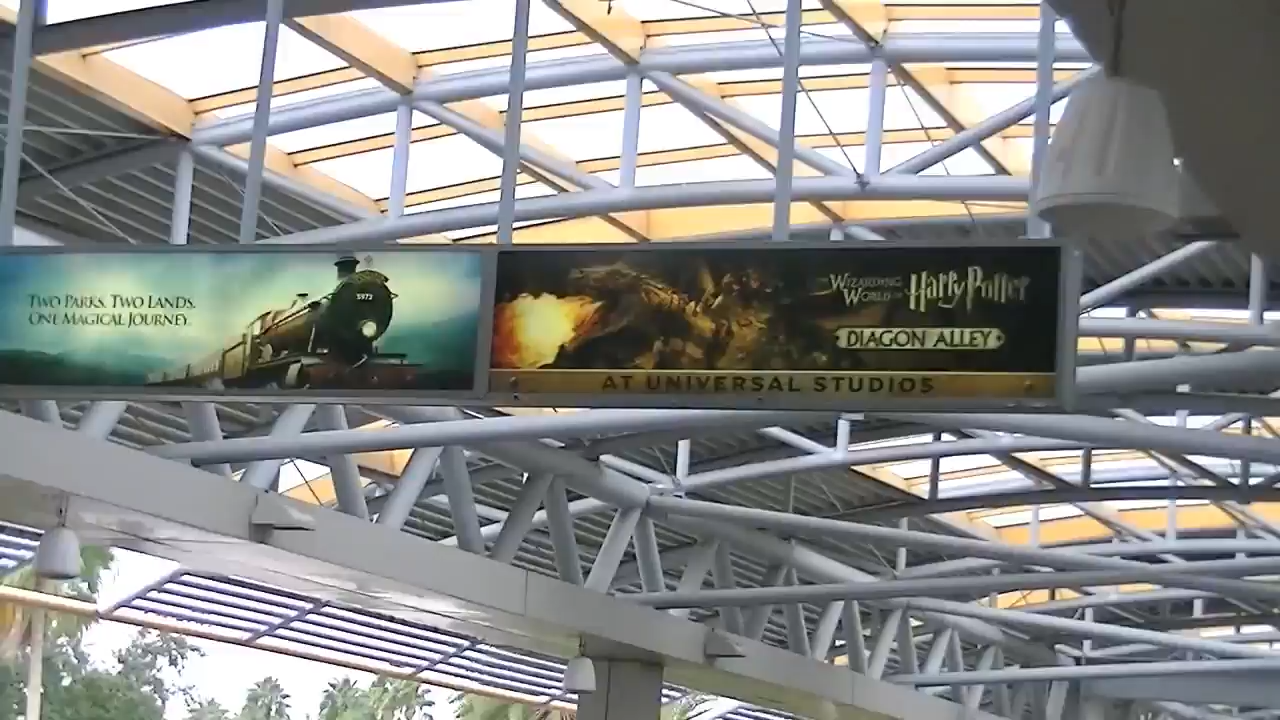 TWO PARKS. TWO LANDS.
ONE MAGICAL JOURNEY.
5972
THE WIZARDING
WORLD OF Harry Potter
DIAGON ALLEY
AT UNIVERSAL STUDIOS